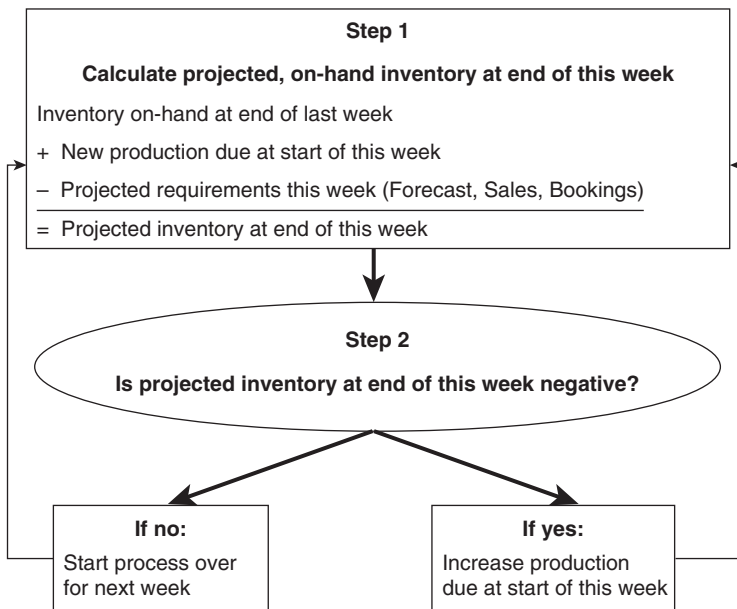 Step 1
Calculate projected, on-hand inventory at end of this week
Inventory on-hand at end of last week
+ New production due at start of this week
– Projected requirements this week (Forecast, Sales, Bookings)
= Projected inventory at end of this week
Step 2
Is projected inventory at end of this week negative?
If no:
Start process over
for next week
If yes:
Increase production
due at start of this week